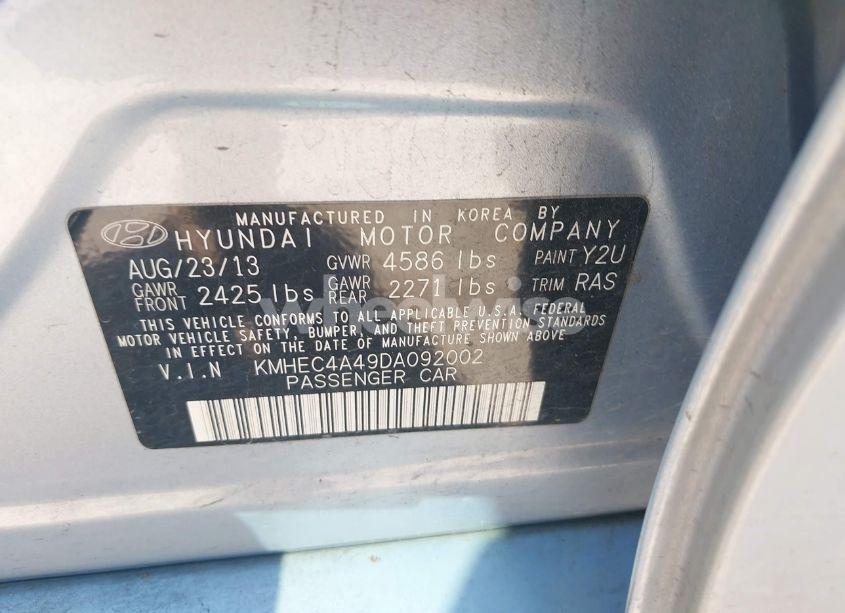 MANUFACTURED IN KOREA BY
HYUNDAI MOTOR COMPANY
AUG/23/13 GVWR 4586 lbs PAINT Y2U
GAWR FRONT 2425 lbs GAWR REAR 2271 lbs TRIM RAS
THIS VEHICLE CONFORMS TO ALL APPLICABLE U.S.A. FEDERAL
MOTOR VEHICLE SAFETY, BUMPER, AND THEFT PREVENTION STANDARDS
IN EFFECT ON THE DATE OF MANUFACTURE SHOWN ABOVE
V.I.N KMHEC4A49DA092002
PASSENGER CAR